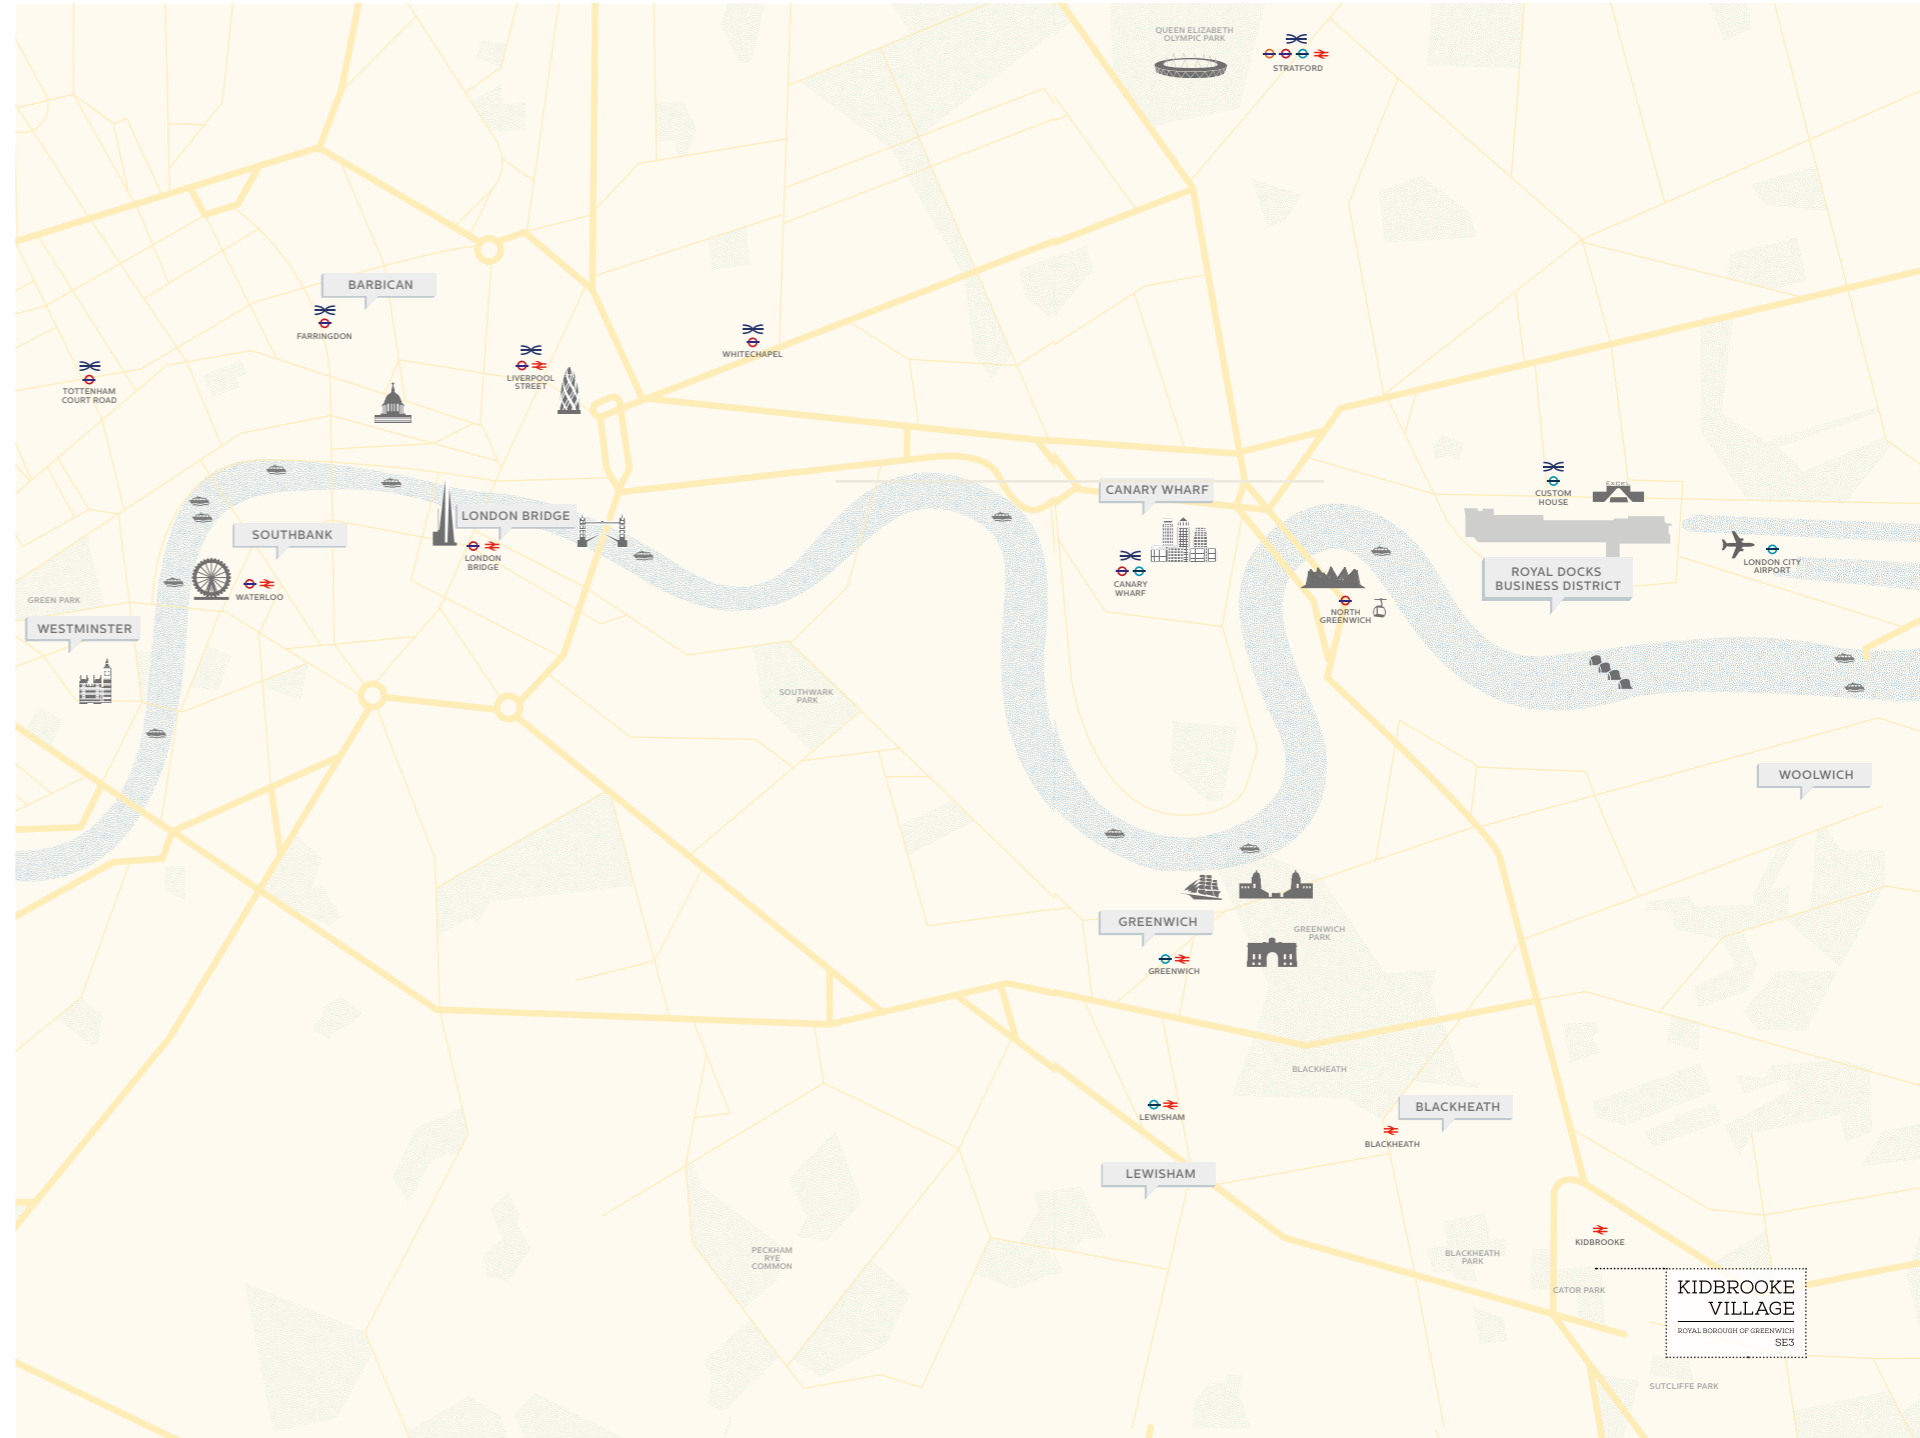 QUEEN ELIZABETH
OLYMPIC PARK
STRATFORD
BARBICAN
FARRINGDON
TOTTENHAM
COURT ROAD
LIVERPOOL
STREET
WHITECHAPEL
SOUTHBANK
LONDON BRIDGE
LONDON
BRIDGE
WATERLOO
GREEN PARK
WESTMINSTER
CANARY WHARF
CANARY
WHARF
NORTH
GREENWICH
CUSTOM
HOUSE
EXCEL
ROYAL DOCKS
BUSINESS DISTRICT
LONDON CITY
AIRPORT
SOUTHWARK
PARK
WOOLWICH
GREENWICH
GREENWICH
GREENWICH
PARK
BLACKHEATH
LEWISHAM
BLACKHEATH
BLACKHEATH
LEWISHAM
PECKHAM
RYE
COMMON
BLACKHEATH
PARK
KIDBROOKE
CATOR PARK
KIDBROOKE
VILLAGE
ROYAL BOROUGH OF GREENWICH
SE3
SUTCLIFFE PARK